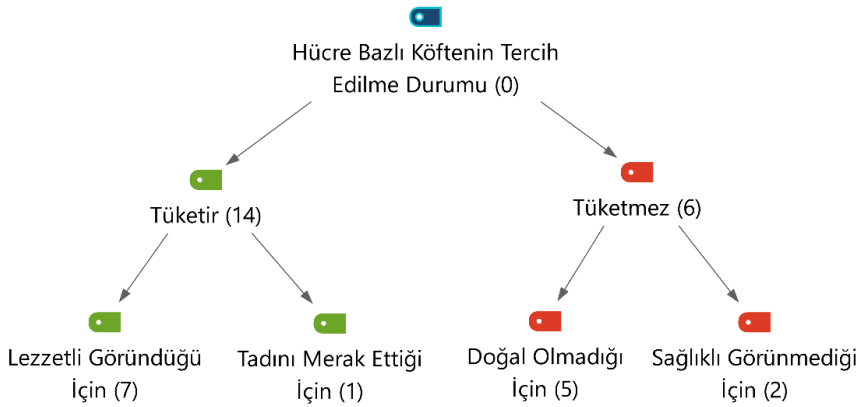 Hücre Bazlı Köftenin Tercih
Edilme Durumu (0)
Tüketir (14)
Tüketmez (6)
Lezzetli Göründüğü
İçin (7)
Tadını Merak Ettiği
İçin (1)
Doğal Olmadığı
İçin (5)
Sağlıklı Görünmediği
İçin (2)